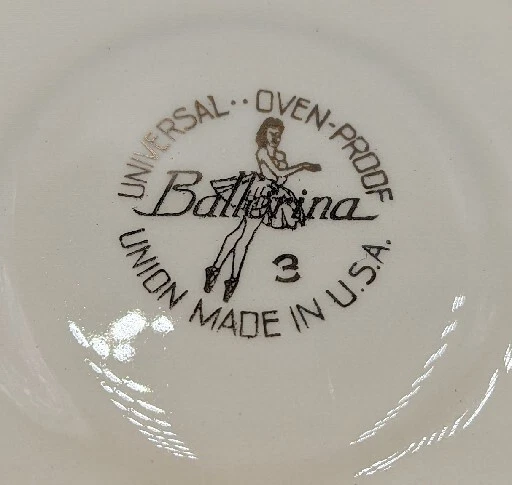 UNIVERSAL·· OVEN-PROOF
Ballerina
3
UNION MADE IN U.S.A.